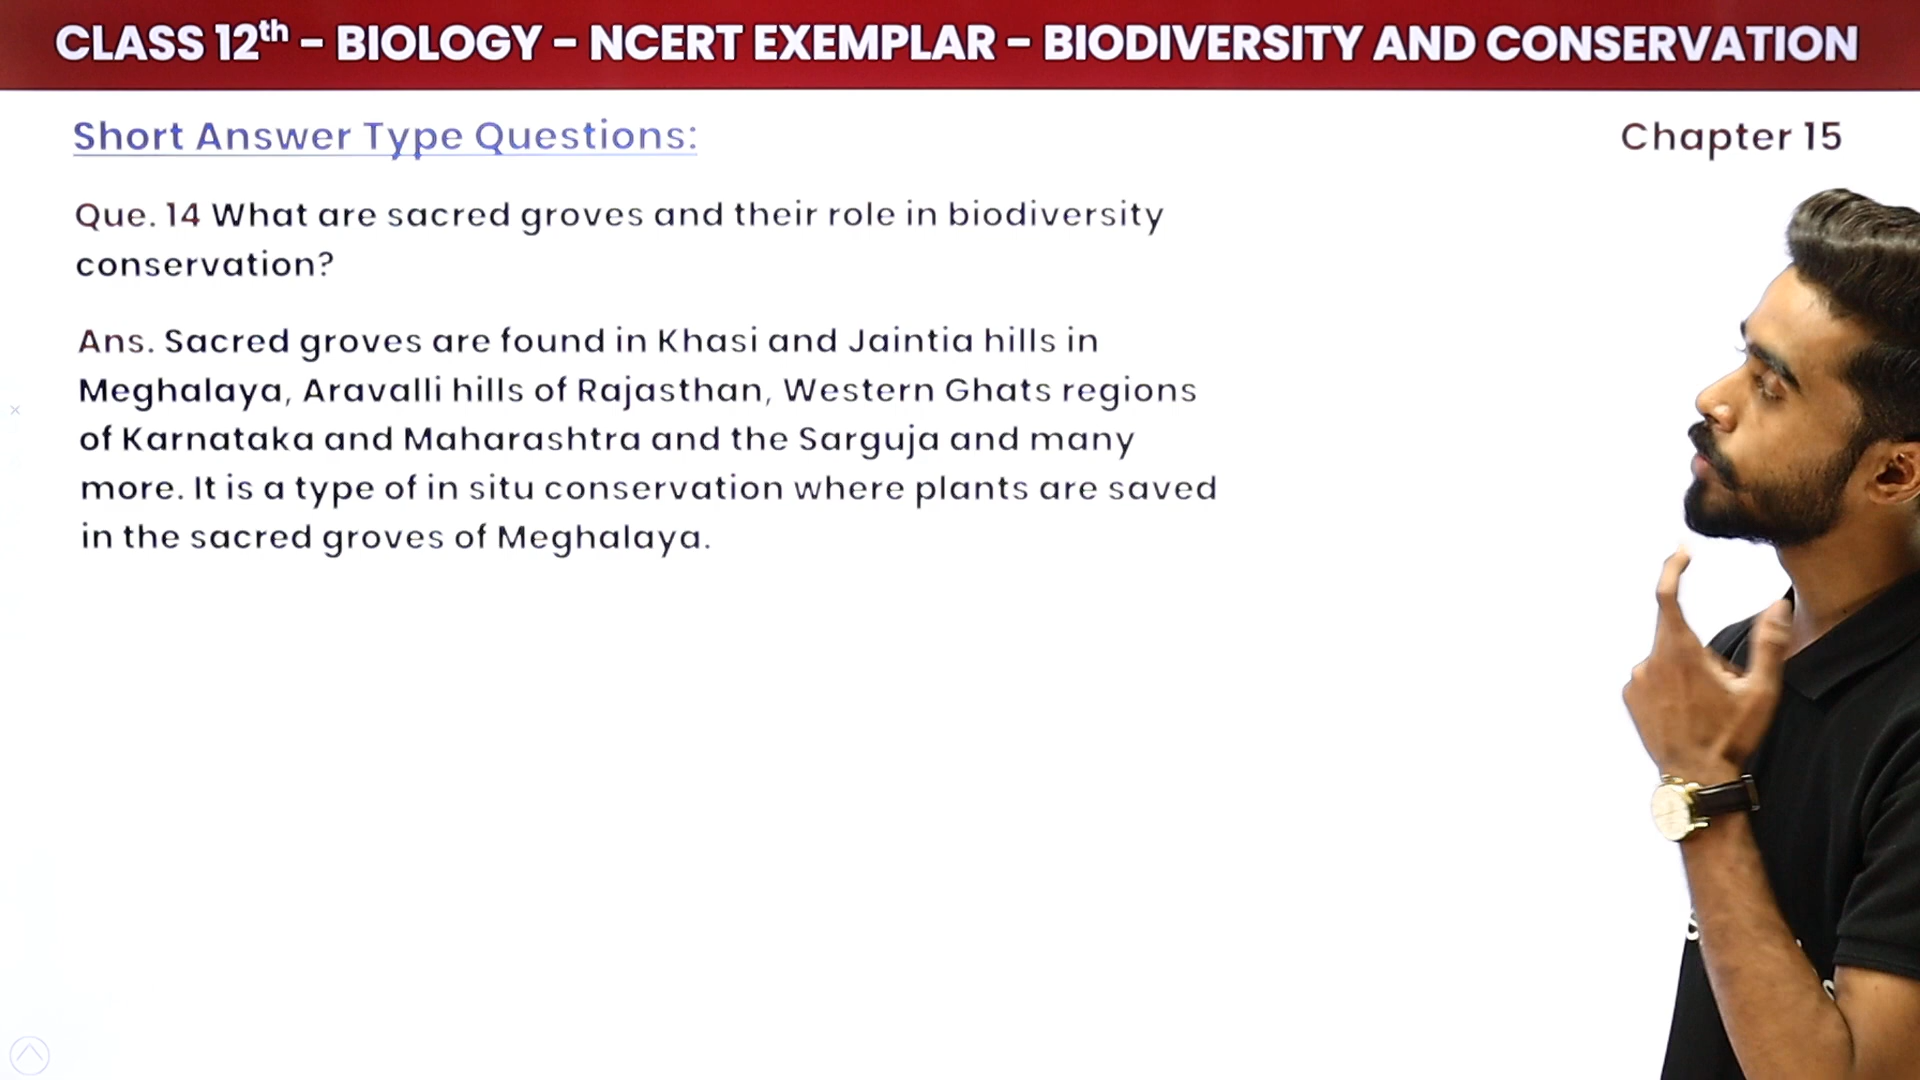 CLASS 12th – BIOLOGY – NCERT EXEMPLAR – BIODIVERSITY AND CONSERVATION
Short Answer Type Questions:
Chapter 15
Que. 14 What are sacred groves and their role in biodiversity
conservation?
Ans. Sacred groves are found in Khasi and Jaintia hills in
Meghalaya, Aravalli hills of Rajasthan, Western Ghats regions
of Karnataka and Maharashtra and the Sarguja and many
more. It is a type of in situ conservation where plants are saved
in the sacred groves of Meghalaya.